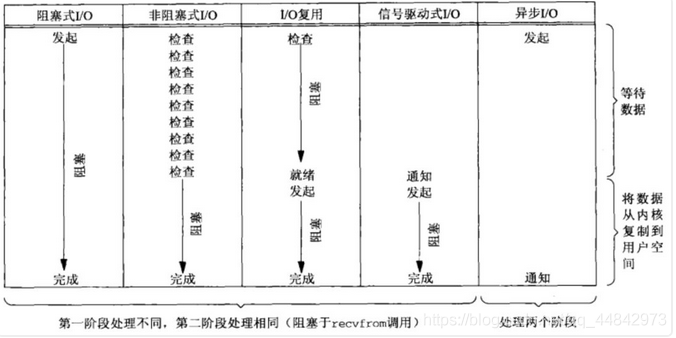 阻塞式I/O 非阻塞式I/O I/O复用 信号驱动式I/O 异步I/O
发起 检查 检查 发起
检查
检查
检查
检查
检查
检查
检查
检查
阻塞
等待
数据
就绪 通知
发起 发起
阻塞
阻塞
阻塞
阻塞
将数据
从内核
复制到
用户空
间
完成 完成 完成 完成 通知
第一阶段处理不同，第二阶段处理相同（阻塞于recvfrom调用） 处理两个阶段